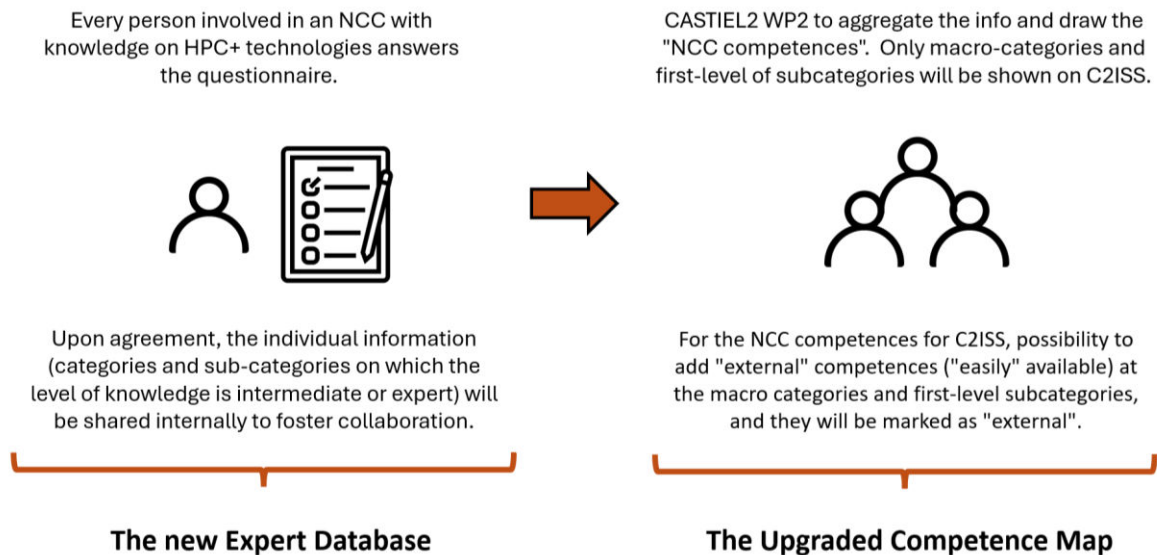 Every person involved in an NCC with
knowledge on HPC+ technologies answers
the questionnaire.
Upon agreement, the individual information
(categories and sub-categories on which the
level of knowledge is intermediate or expert) will
be shared internally to foster collaboration.
The new Expert Database
CASTIEL2 WP2 to aggregate the info and draw the
"NCC competences".  Only macro-categories and
first-level of subcategories will be shown on C2ISS.
For the NCC competences for C2ISS, possibility to
add "external" competences ("easily" available) at
the macro categories and first-level subcategories,
and they will be marked as "external".
The Upgraded Competence Map